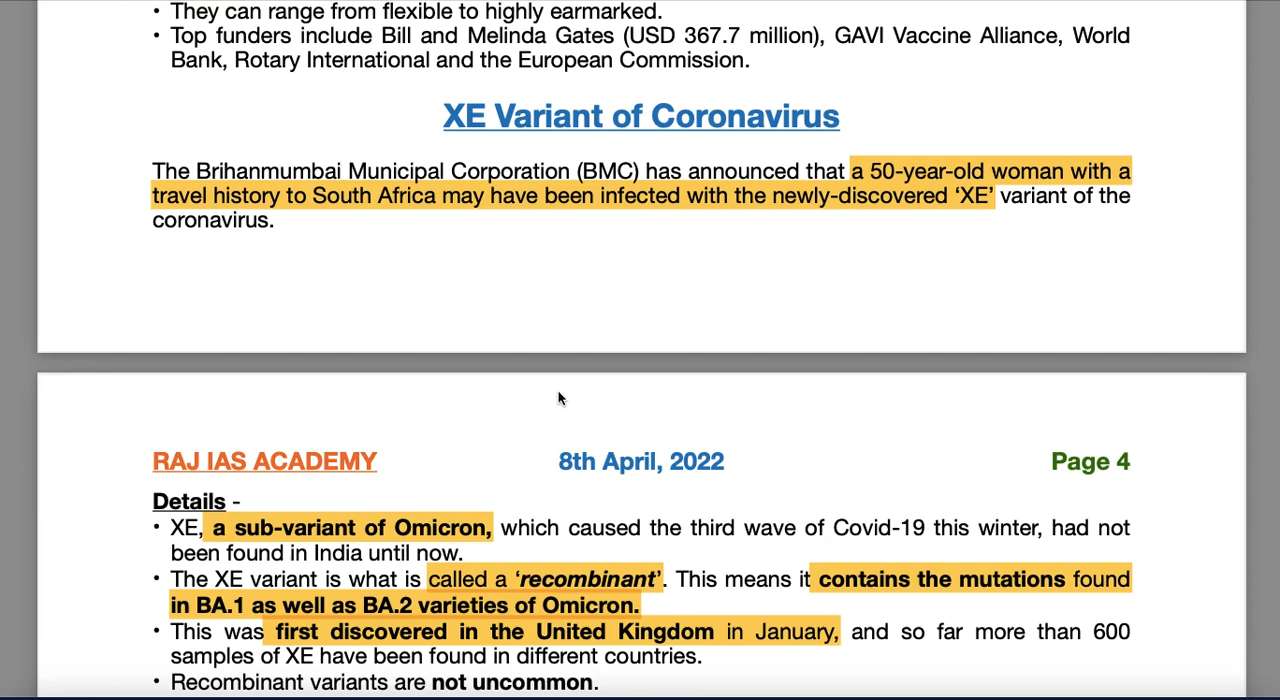 • They can range from flexible to highly earmarked.
• Top funders include Bill and Melinda Gates (USD 367.7 million), GAVI Vaccine Alliance, World
Bank, Rotary International and the European Commission.
XE Variant of Coronavirus
The Brihanmumbai Municipal Corporation (BMC) has announced that a 50-year-old woman with a
travel history to South Africa may have been infected with the newly-discovered ‘XE’ variant of the
coronavirus.
RAJ IAS ACADEMY 8th April, 2022 Page 4
Details -
• XE, a sub-variant of Omicron, which caused the third wave of Covid-19 this winter, had not
been found in India until now.
• The XE variant is what is called a ‘recombinant’. This means it contains the mutations found
in BA.1 as well as BA.2 varieties of Omicron.
• This was first discovered in the United Kingdom in January, and so far more than 600
samples of XE have been found in different countries.
• Recombinant variants are not uncommon.